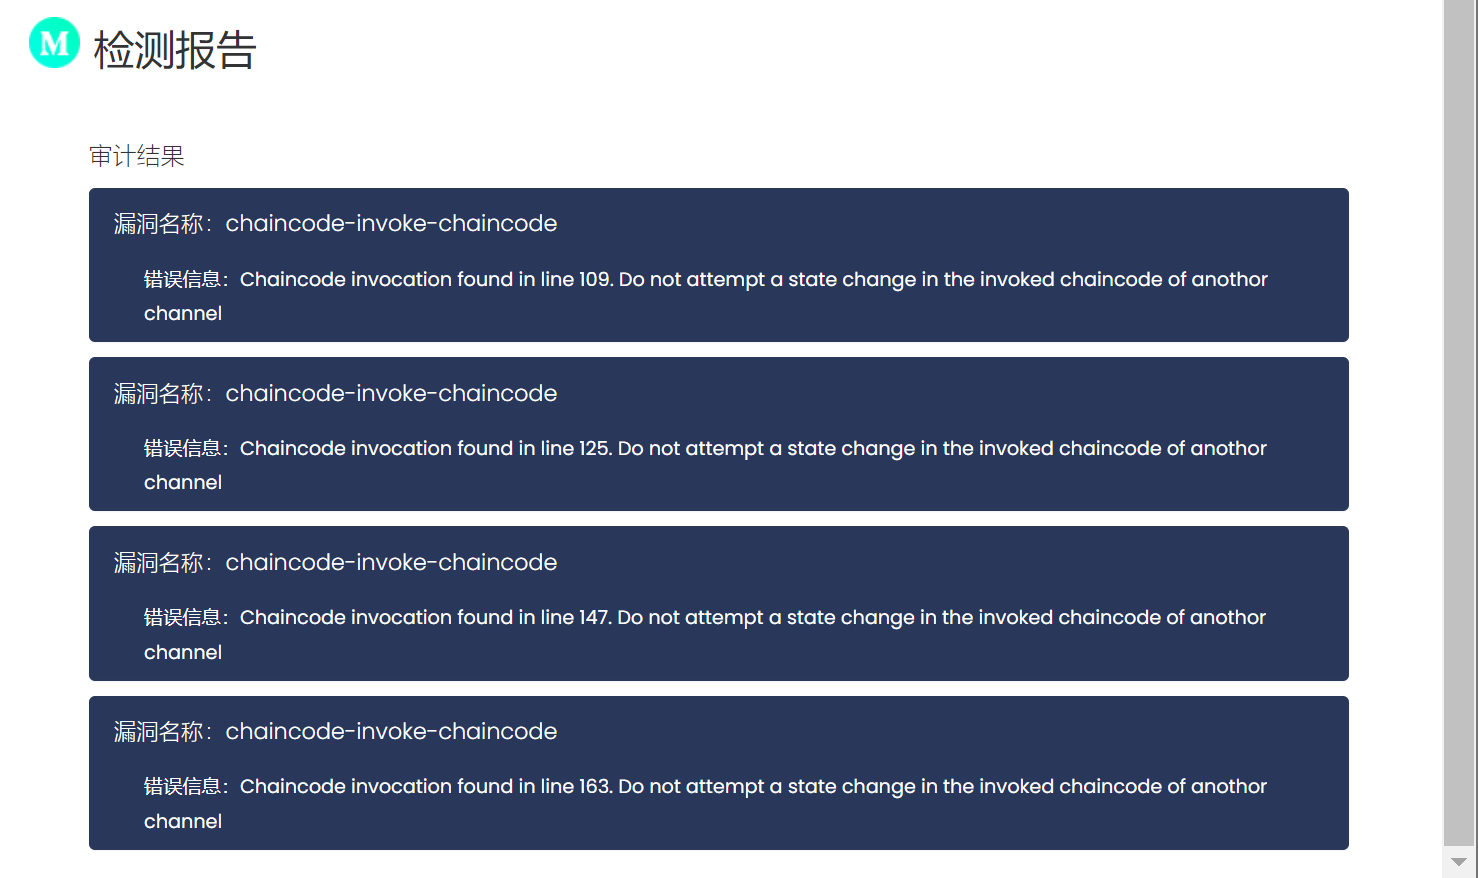 M 检测报告
审计结果
漏洞名称：chaincode-invoke-chaincode
错误信息：Chaincode invocation found in line 109. Do not attempt a state change in the invoked chaincode of anothor
channel
漏洞名称：chaincode-invoke-chaincode
错误信息：Chaincode invocation found in line 125. Do not attempt a state change in the invoked chaincode of anothor
channel
漏洞名称：chaincode-invoke-chaincode
错误信息：Chaincode invocation found in line 147. Do not attempt a state change in the invoked chaincode of anothor
channel
漏洞名称：chaincode-invoke-chaincode
错误信息：Chaincode invocation found in line 163. Do not attempt a state change in the invoked chaincode of anothor
channel